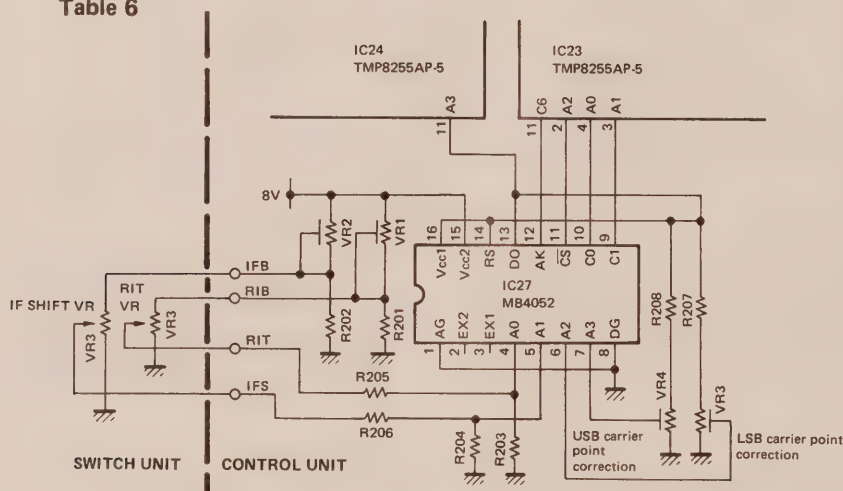 Table 6
IC24
TMP8255AP-5
IC23
TMP8255AP-5
A3
C6
A2
A0
A1
11
11
2
4
3
8V
VR2
VR1
16
15
14
13
12
11
10
9
Vcc1
Vcc2
RS
DO
AK
CS
C0
C1
IC27
MB4052
AG
EX2
EX1
A0
A1
A2
A3
DG
1
2
3
4
5
6
7
8
IFB
RIB
RIT
IFS
IF SHIFT VR
VR3
RIT
VR
VR3
R202
R201
R205
R206
R204
R203
R208
R207
VR4
VR3
USB carrier
point
correction
LSB carrier point
correction
SWITCH UNIT
CONTROL UNIT